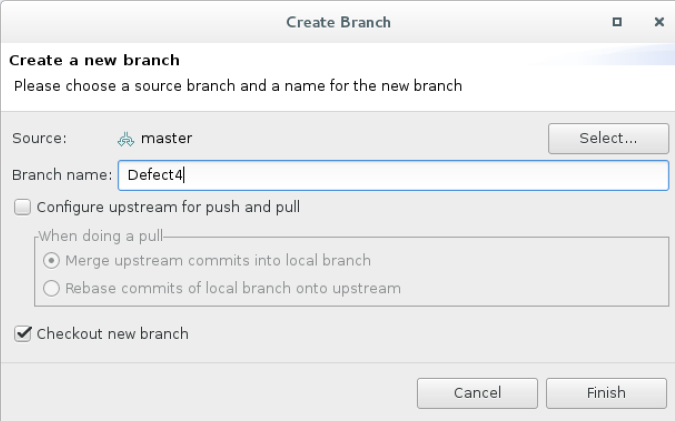 Create Branch
Create a new branch
Please choose a source branch and a name for the new branch
Source: master Select...
Branch name: Defect4
Configure upstream for push and pull
When doing a pull
Merge upstream commits into local branch
Rebase commits of local branch onto upstream
Checkout new branch
Cancel Finish